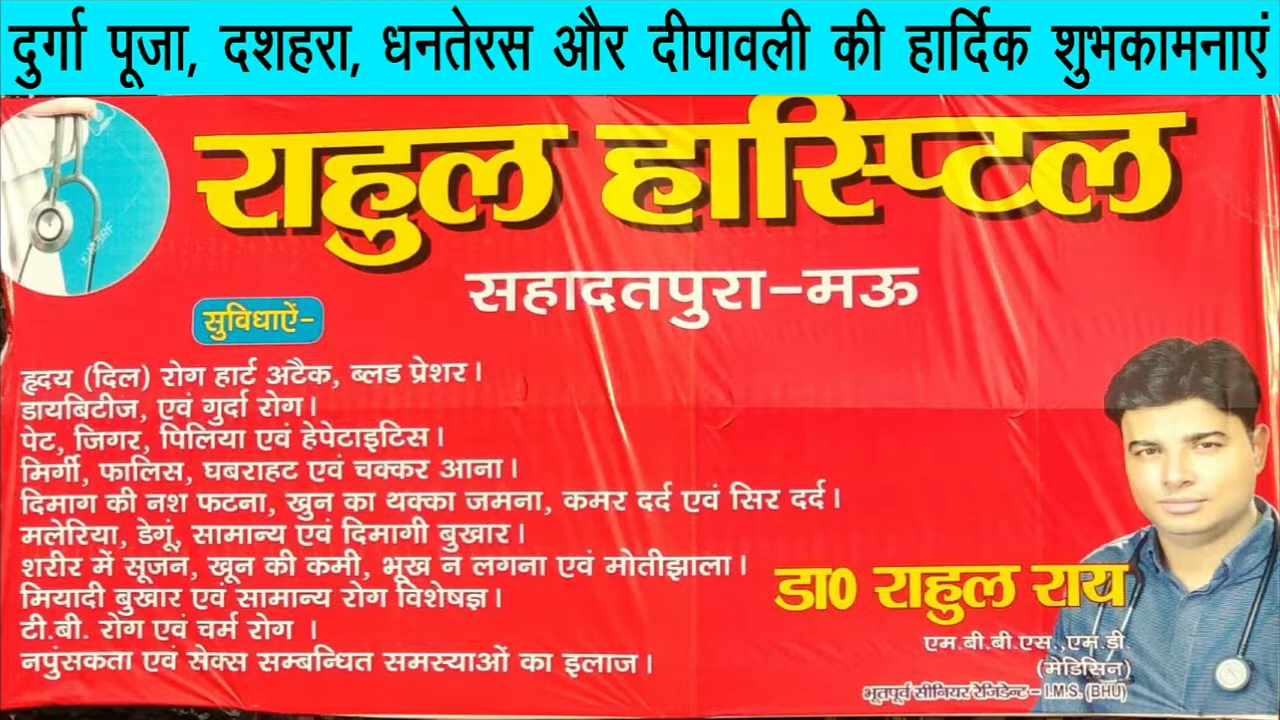 दुर्गा पूजा, दशहरा, धनतेरस और दीपावली की हार्दिक शुभकामनाएं
राहुल हास्पिटल
सहादतपुरा-मऊ
सुविधाऐं-
हृदय (दिल) रोग हार्ट अटैक, ब्लड प्रेशर।
डायबिटीज, एवं गुर्दा रोग।
पेट, जिगर, पिलिया एवं हेपेटाइटिस।
मिर्गी, फालिस, घबराहट एवं चक्कर आना।
दिमाग की नश फटना, खुन का थक्का जमना, कमर दर्द एवं सिर दर्द।
मलेरिया, डेगूं, सामान्य एवं दिमागी बुखार।
शरीर में सूजन, खून की कमी, भूख न लगना एवं मोतीझाला।
मियादी बुखार एवं सामान्य रोग विशेषज्ञ।
टी.बी. रोग एवं चर्म रोग ।
नपुंसकता एवं सेक्स सम्बन्धित समस्याओं का इलाज।
डा0 राहुल राय
एम.बी.बी.एस.,एम.डी.
(मेडिसिन)
भूतपूर्व सीनियर रेजिडेन्ट- I.M.S. (BHU)